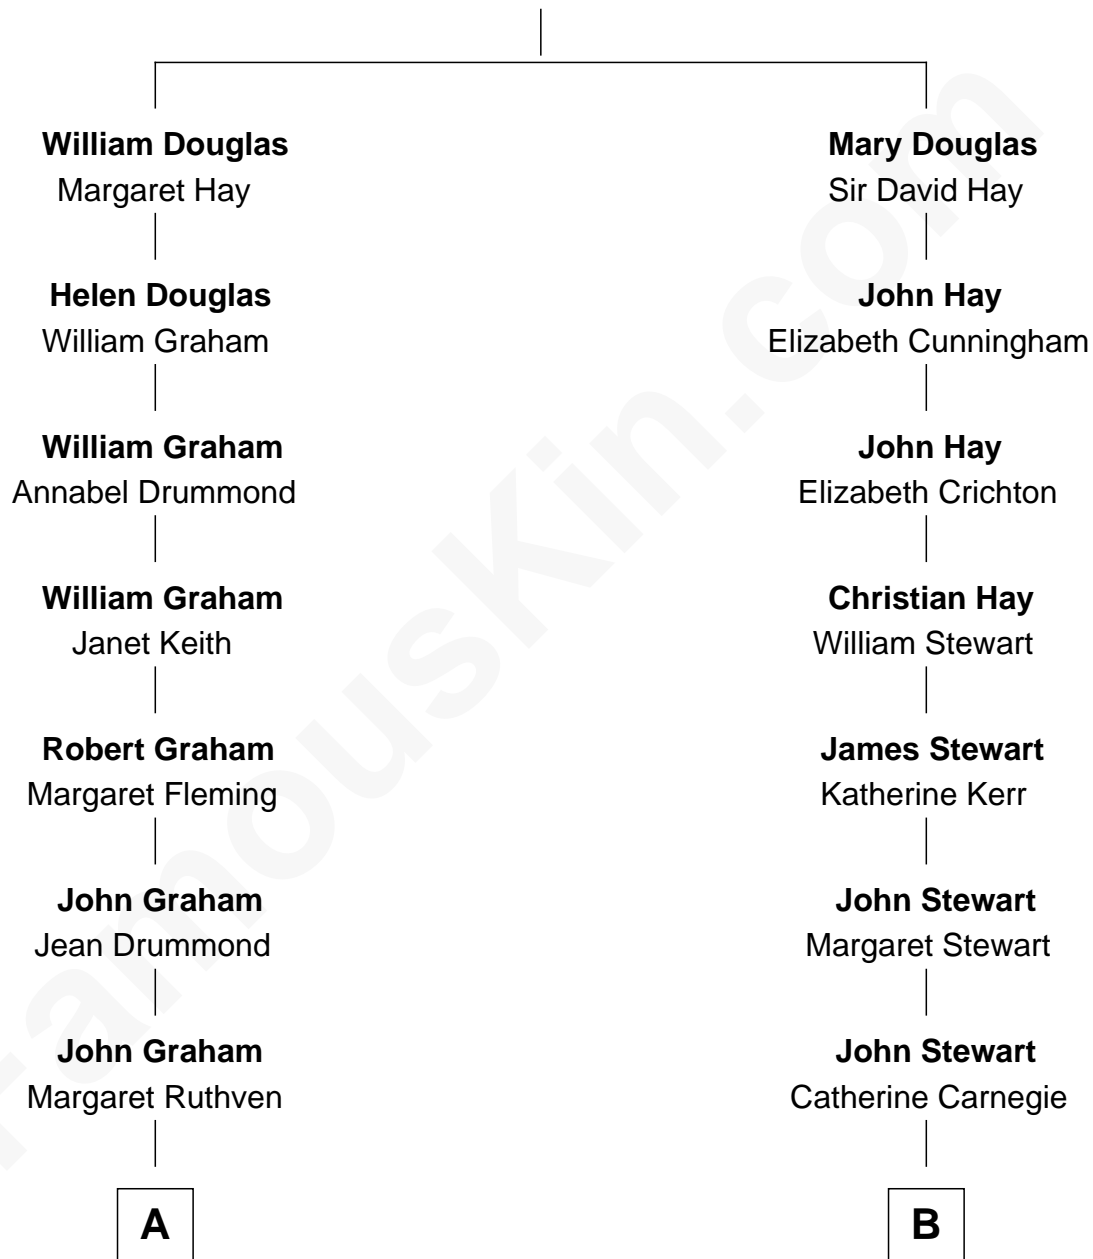 William Douglas
Margaret Hay
Helen Douglas
William Graham
William Graham
Annabel Drummond
William Graham
Janet Keith
Robert Graham
Margaret Fleming
John Graham
Jean Drummond
John Graham
Margaret Ruthven
A
Mary Douglas
Sir David Hay
John Hay
Elizabeth Cunningham
John Hay
Elizabeth Crichton
Christian Hay
William Stewart
James Stewart
Katherine Kerr
John Stewart
Margaret Stewart
John Stewart
Catherine Carnegie
B
FamousKin.com